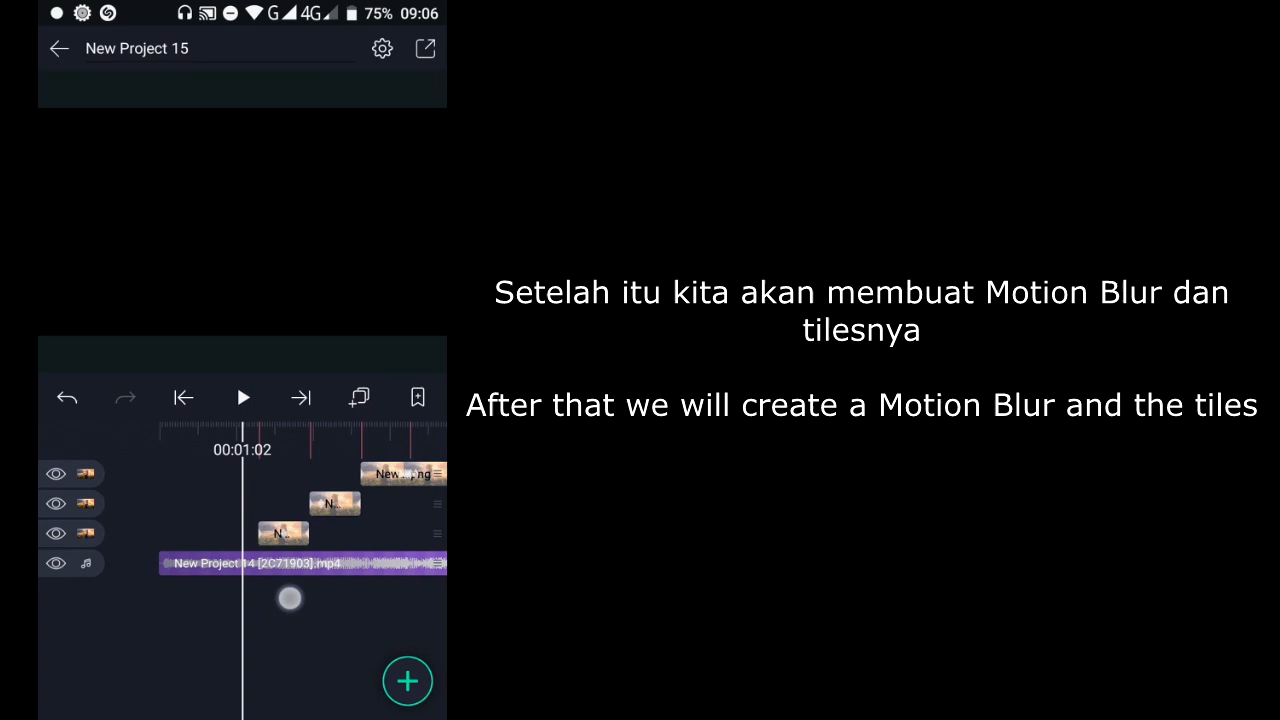 G 4G 75% 09:06
New Project 15
00:01:02
New ... .png
N...
N...
New Project 14 [2C71903].mp4
Setelah itu kita akan membuat Motion Blur dan
tilesnya
After that we will create a Motion Blur and the tiles